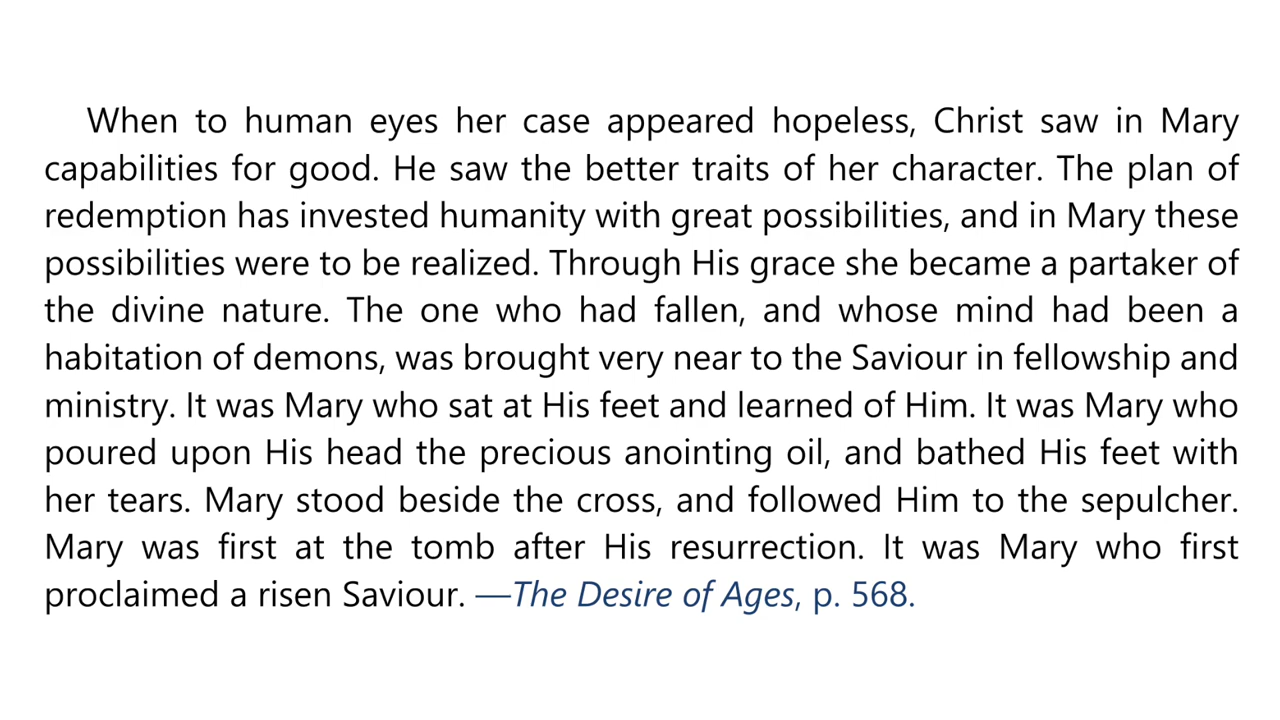 When to human eyes her case appeared hopeless, Christ saw in Mary
capabilities for good. He saw the better traits of her character. The plan of
redemption has invested humanity with great possibilities, and in Mary these
possibilities were to be realized. Through His grace she became a partaker of
the divine nature. The one who had fallen, and whose mind had been a
habitation of demons, was brought very near to the Saviour in fellowship and
ministry. It was Mary who sat at His feet and learned of Him. It was Mary who
poured upon His head the precious anointing oil, and bathed His feet with
her tears. Mary stood beside the cross, and followed Him to the sepulcher.
Mary was first at the tomb after His resurrection. It was Mary who first
proclaimed a risen Saviour. —The Desire of Ages, p. 568.